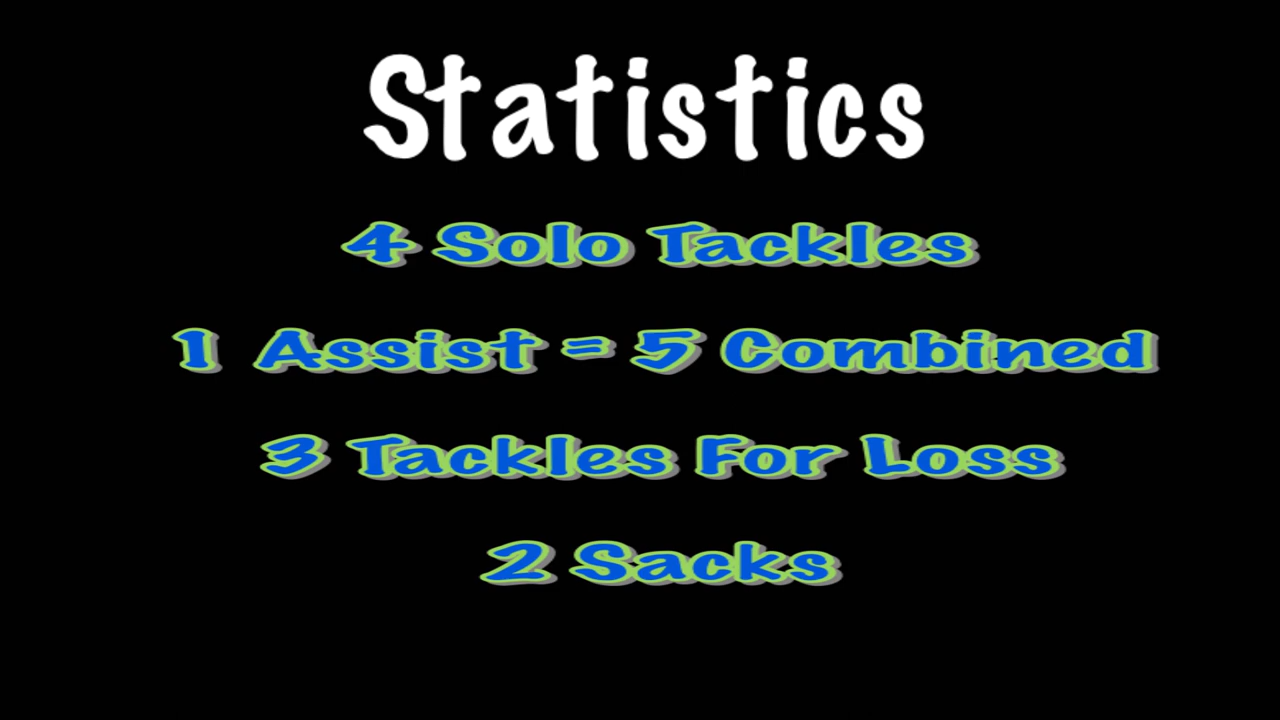 Statistics
4 Solo Tackles
1 Assist = 5 Combined
3 Tackles For Loss
2 Sacks